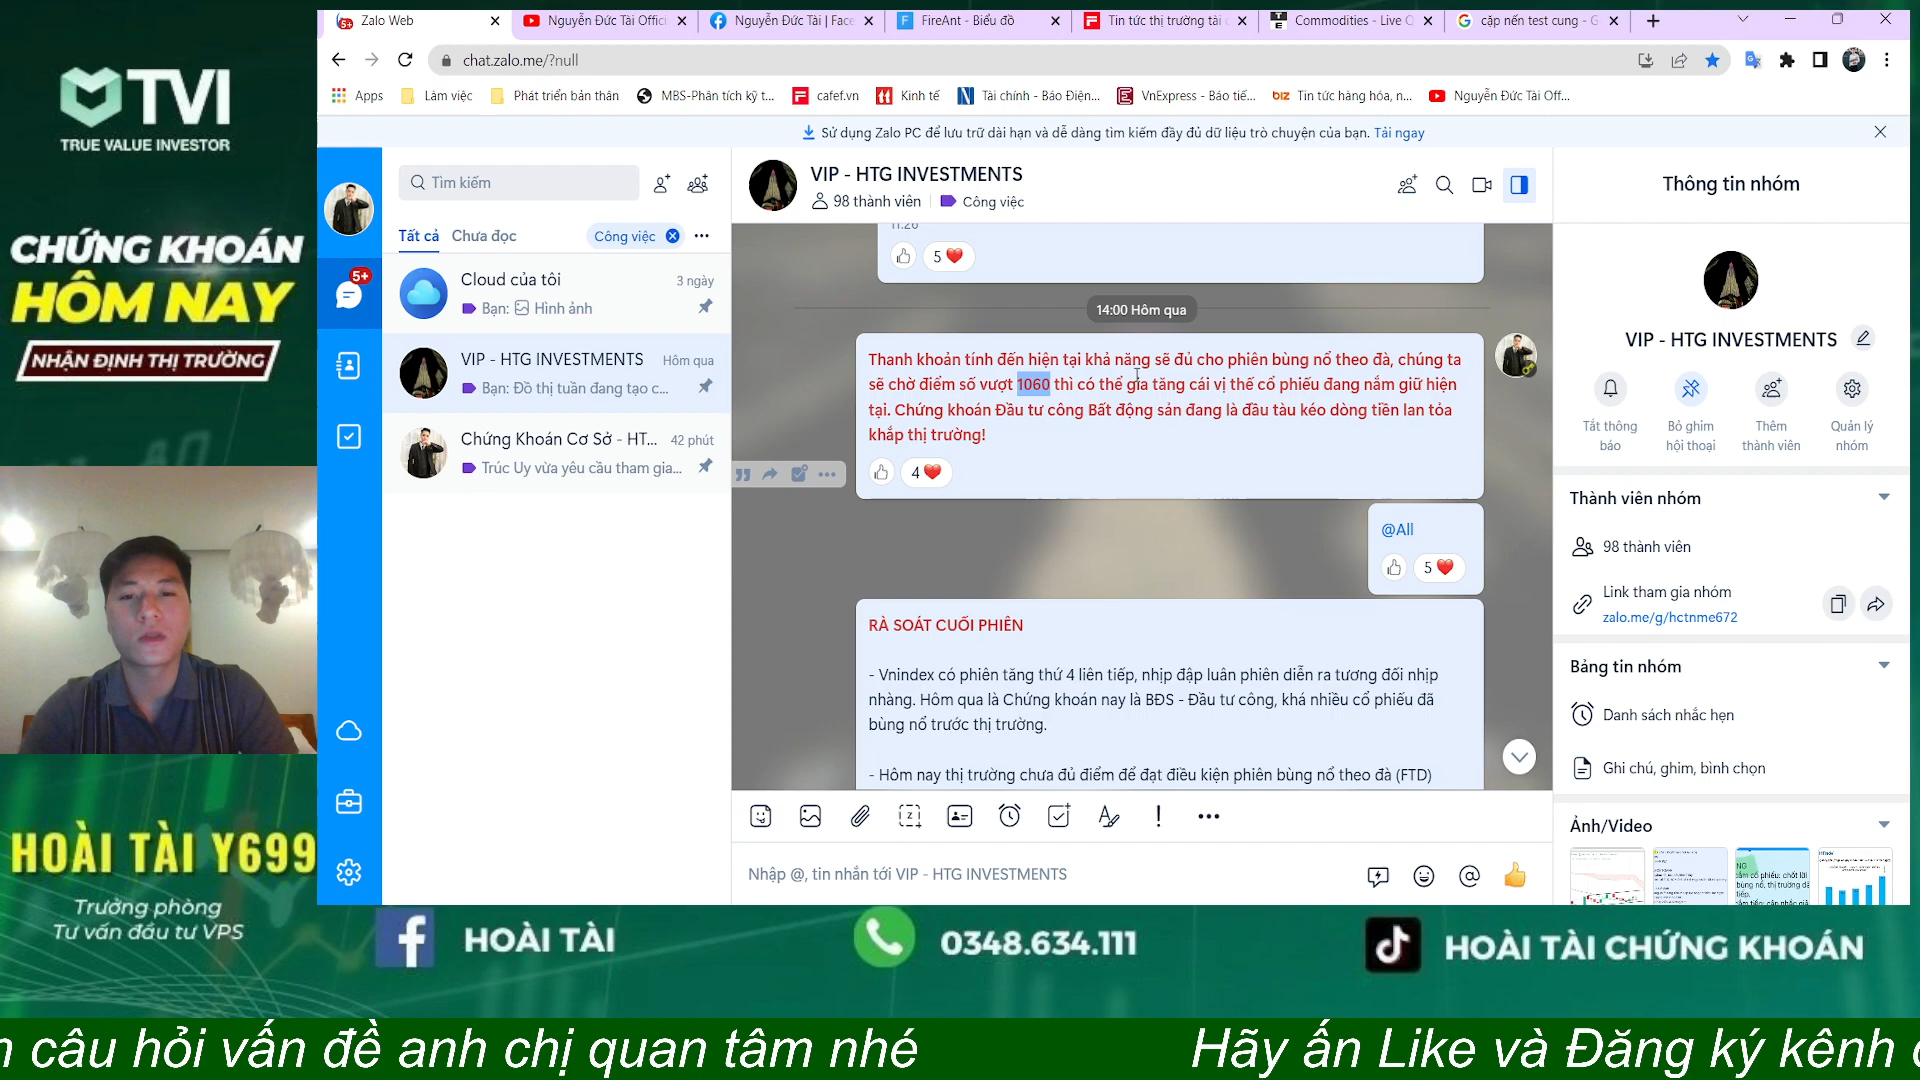 TVI
TRUE VALUE INVESTOR
CHỨNG KHOÁN
HÔM NAY
NHẬN ĐỊNH THỊ TRƯỜNG
HOÀI TÀI Y699
Trưởng phòng
Tư vấn đầu tư VPS
Zalo Web
Nguyễn Đức Tài Offici
Nguyễn Đức Tài | Face
FireAnt - Biểu đồ
Tin tức thị trường tài c
Commodities - Live Q
cặp nến test cung - G
chat.zalo.me/?null
Apps
Làm việc
Phát triển bản thân
MBS-Phân tích kỹ t...
cafef.vn
Kinh tế
Tài chính - Báo Điện...
VnExpress - Báo tiế...
biz Tin tức hàng hóa, n...
Nguyễn Đức Tài Off...
Sử dụng Zalo PC để lưu trữ dài hạn và dễ dàng tìm kiếm đầy đủ dữ liệu trò chuyện của bạn. Tải ngay
5+
Tìm kiếm
Tất cả
Chưa đọc
Công việc
Cloud của tôi
3 ngày
Bạn: Hình ảnh
VIP - HTG INVESTMENTS
Hôm qua
Bạn: Đồ thị tuần đang tạo c...
Chứng Khoán Cơ Sở - HT...
42 phút
Trúc Uy vừa yêu cầu tham gia...
VIP - HTG INVESTMENTS
98 thành viên
Công việc
11:26
5
14:00 Hôm qua
Thanh khoản tính đến hiện tại khả năng sẽ đủ cho phiên bùng nổ theo đà, chúng ta
sẽ chờ điểm số vượt 1060 thì có thể gia tăng cái vị thế cổ phiếu đang nắm giữ hiện
tại. Chứng khoán Đầu tư công Bất động sản đang là đầu tàu kéo dòng tiền lan tỏa
khắp thị trường!
4
@All
5
RÀ SOÁT CUỐI PHIÊN
- Vnindex có phiên tăng thứ 4 liên tiếp, nhịp đập luân phiên diễn ra tương đối nhịp
nhàng. Hôm qua là Chứng khoán nay là BĐS - Đầu tư công, khá nhiều cổ phiếu đã
bùng nổ trước thị trường.
- Hôm nay thị trường chưa đủ điểm để đạt điều kiện phiên bùng nổ theo đà (FTD)
Nhập @, tin nhắn tới VIP - HTG INVESTMENTS
Thông tin nhóm
VIP - HTG INVESTMENTS
Tắt thông
báo
Bỏ ghim
hội thoại
Thêm
thành viên
Quản lý
nhóm
Thành viên nhóm
98 thành viên
Link tham gia nhóm
zalo.me/g/hctnme672
Bảng tin nhóm
Danh sách nhắc hẹn
Ghi chú, ghim, bình chọn
Ảnh/Video
HOÀI TÀI
0348.634.111
HOÀI TÀI CHỨNG KHOÁN
câu hỏi vấn đề anh chị quan tâm nhé
Hãy ấn Like và Đăng ký kênh